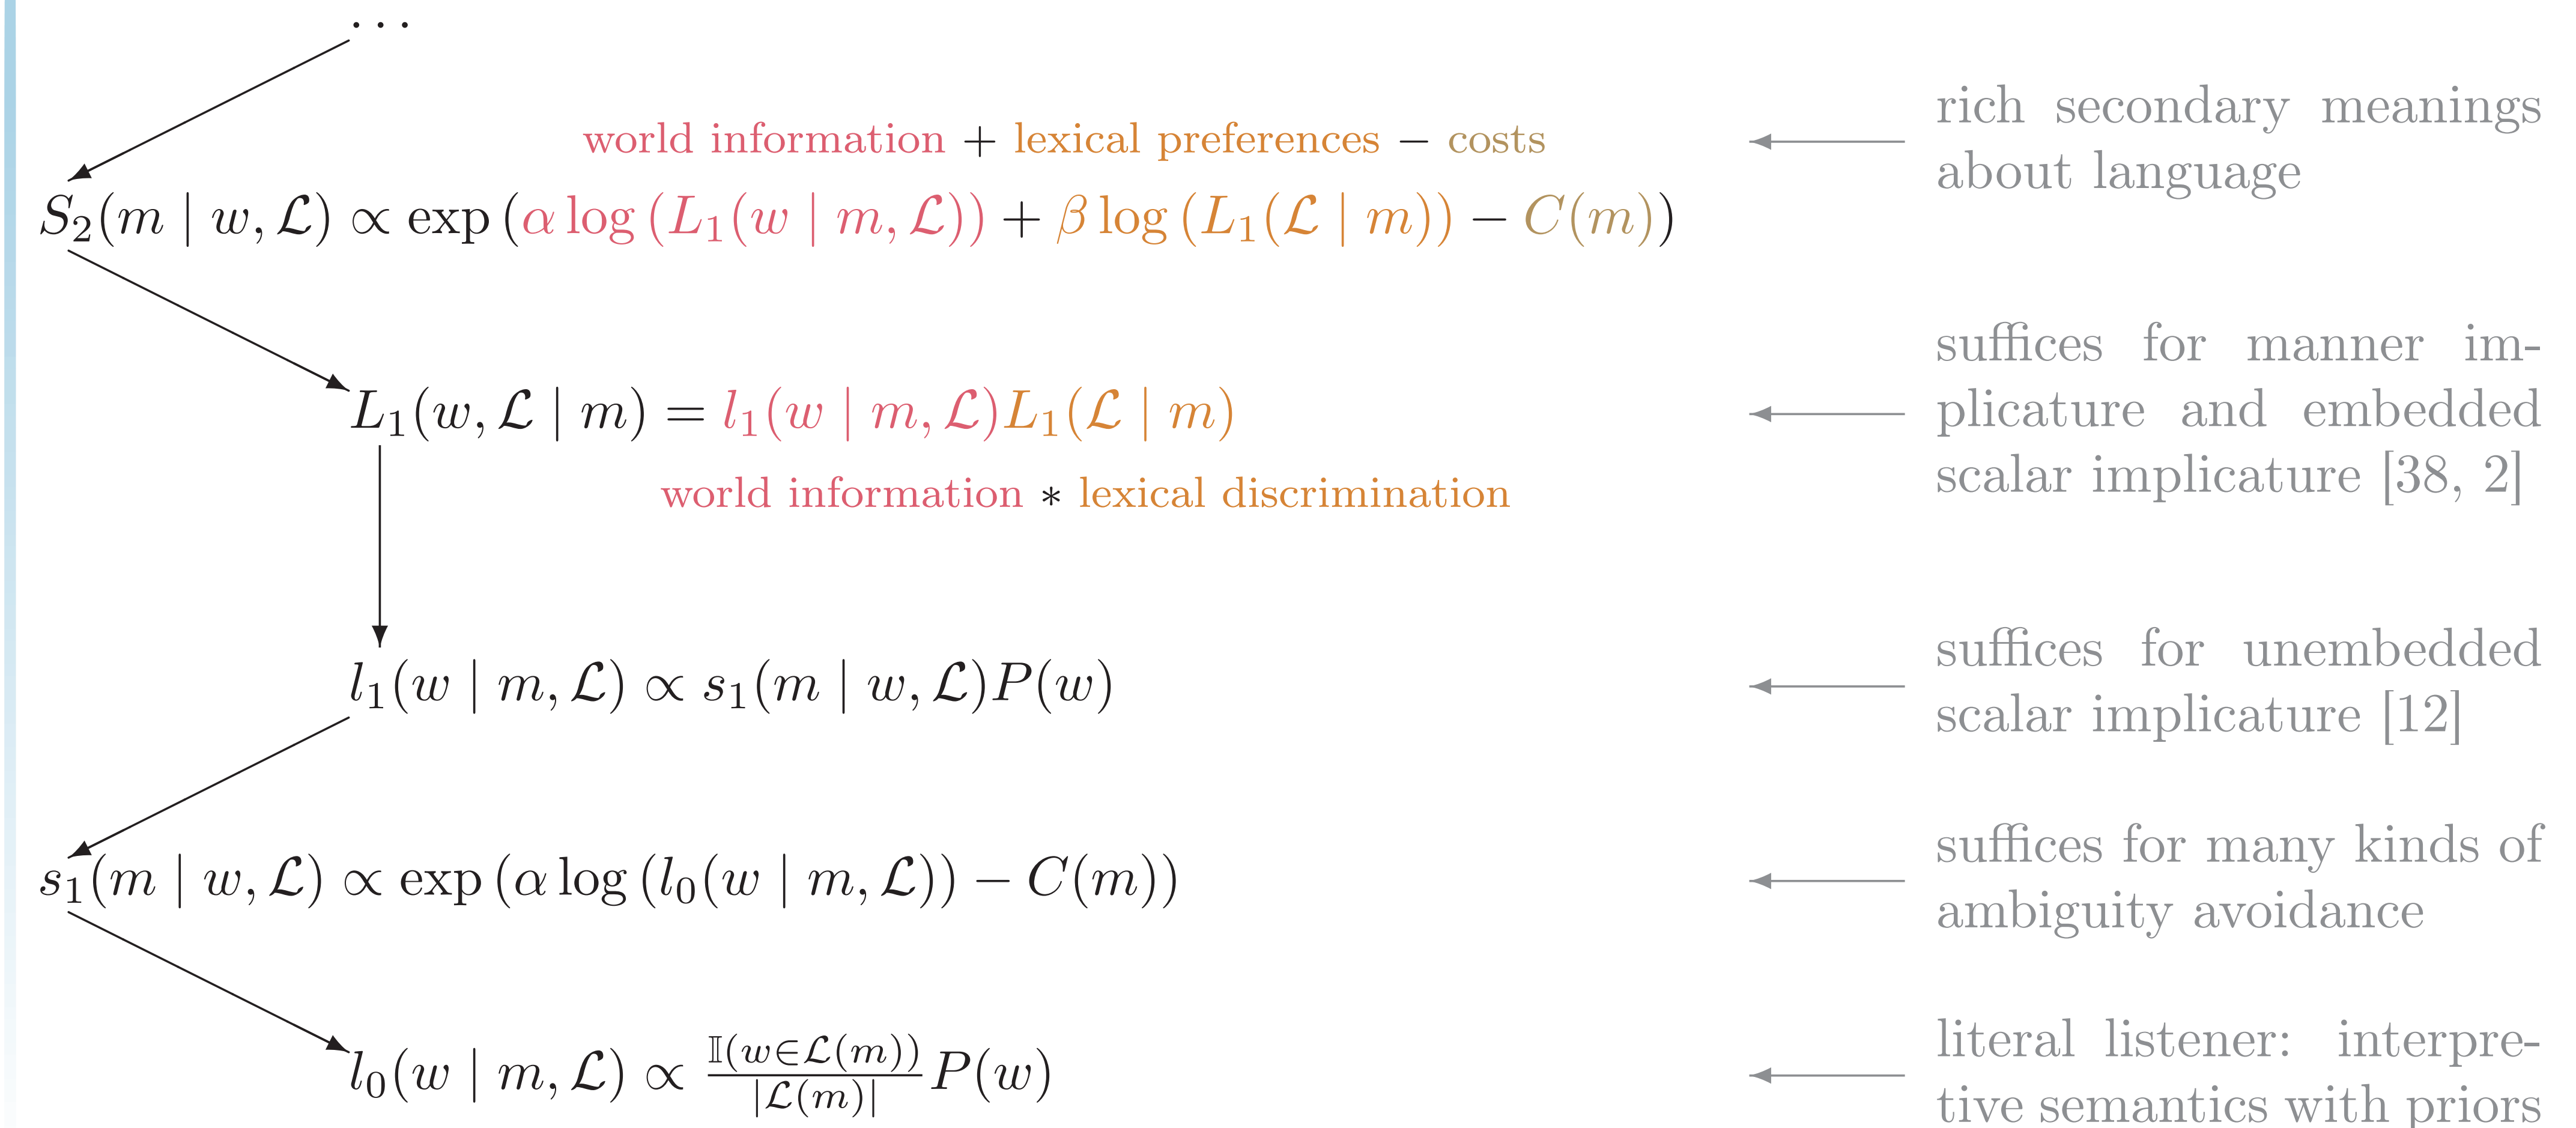 …
world information + lexical preferences − costs
rich secondary meanings
about language
S₂(m | w, ℒ) ∝ exp (α log (L₁(w | m, ℒ)) + β log (L₁(ℒ | m)) − C(m))
suffices for manner im-
plicature and embedded
scalar implicature [38, 2]
L₁(w, ℒ | m) = l₁(w | m, ℒ)L₁(ℒ | m)
world information ∗ lexical discrimination
suffices for unembedded
scalar implicature [12]
l₁(w | m, ℒ) ∝ s₁(m | w, ℒ)P(w)
suffices for many kinds of
ambiguity avoidance
s₁(m | w, ℒ) ∝ exp (α log (l₀(w | m, ℒ)) − C(m))
literal listener: interpre-
tive semantics with priors
l₀(w | m, ℒ) ∝ 𝕀(w∈ℒ(m)) / |ℒ(m)| P(w)